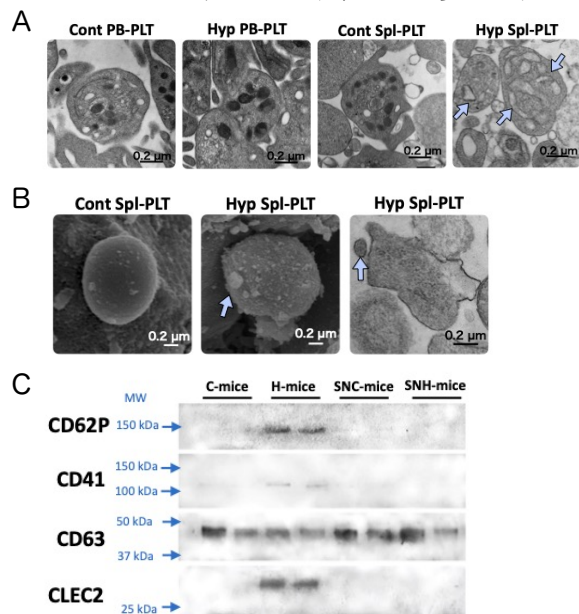 A
Cont PB-PLT Hyp PB-PLT Cont Spl-PLT Hyp Spl-PLT
0.2 µm 0.2 µm 0.2 µm 0.2 µm
B
Cont Spl-PLT Hyp Spl-PLT Hyp Spl-PLT
0.2 µm 0.2 µm 0.2 µm
C
C-mice H-mice SNC-mice SNH-mice
MW
CD62P 150 kDa
150 kDa
CD41 100 kDa
50 kDa
CD63
37 kDa
CLEC2
25 kDa